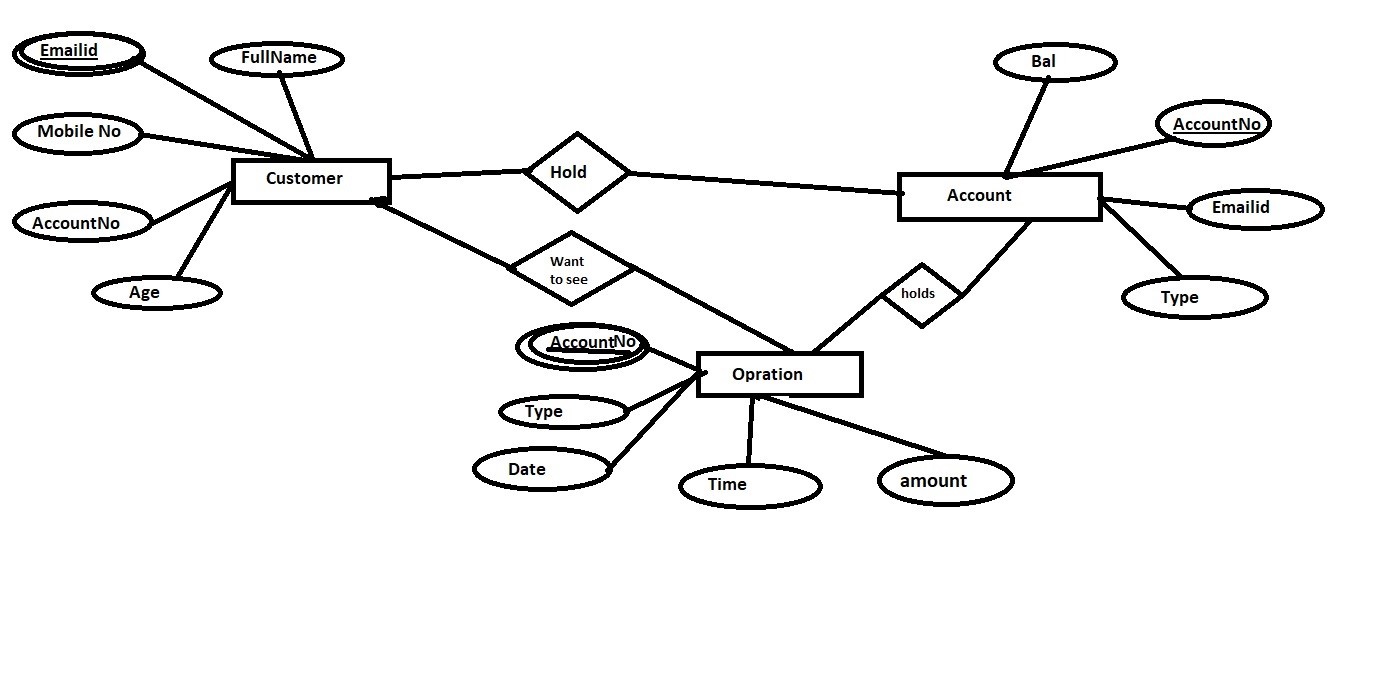 Emailid
FullName
Bal
Mobile No
AccountNo
Hold
Customer
Account
Emailid
AccountNo
Want
to see
Age
holds
Type
AccountNo
Opration
Type
Date
Time
amount